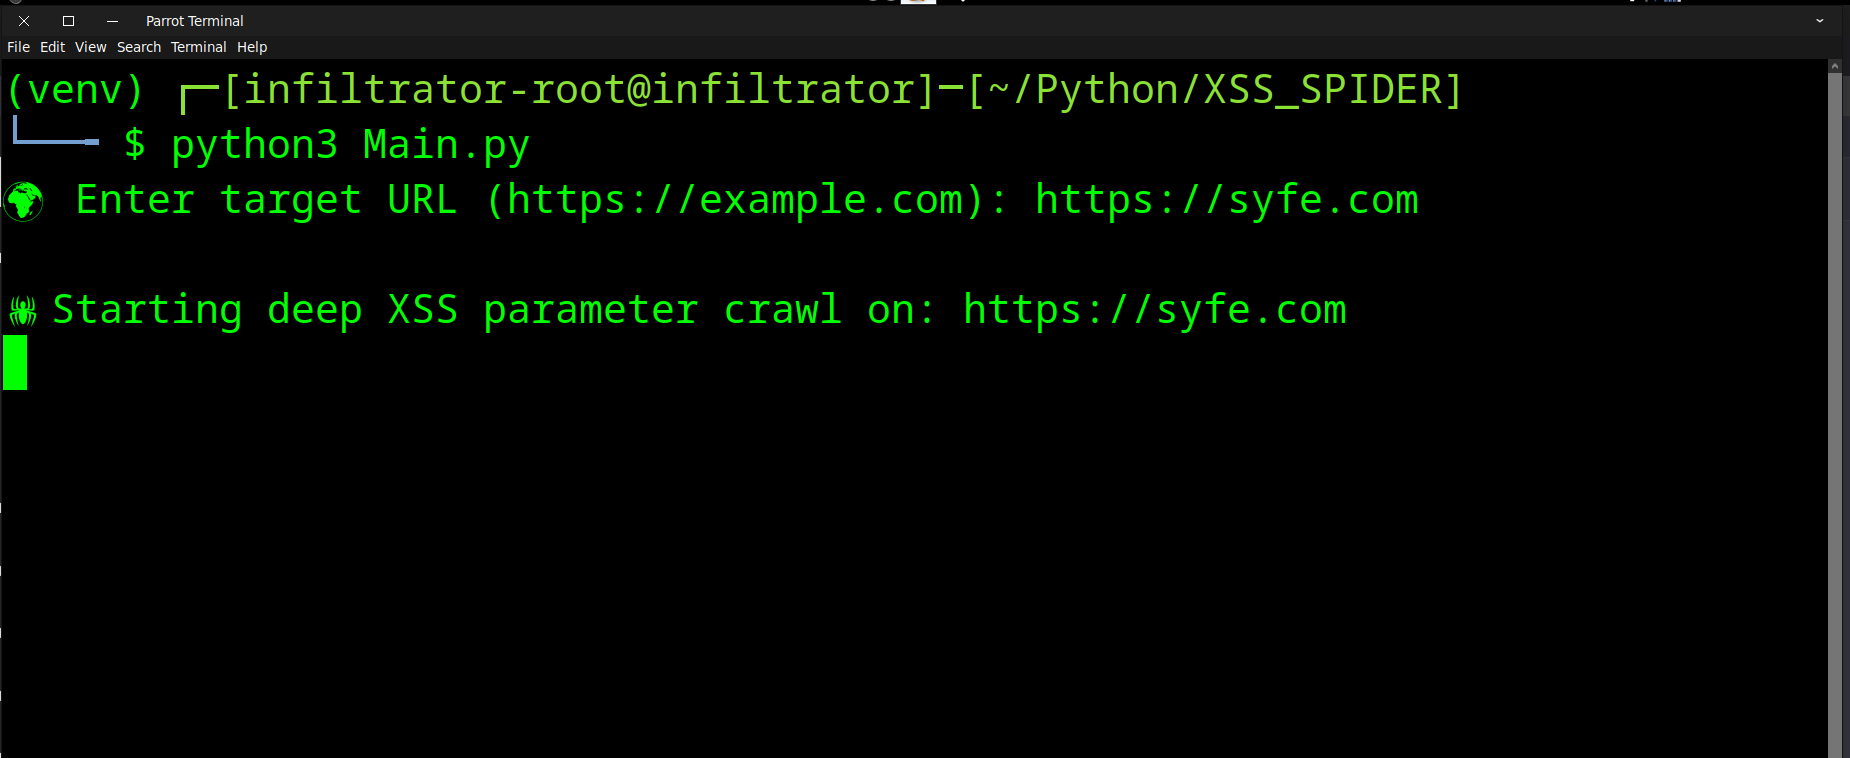 Parrot Terminal
File Edit View Search Terminal Help
(venv) ┌─[infiltrator-root@infiltrator]─[~/Python/XSS_SPIDER]
└──╼ $ python3 Main.py
🌍 Enter target URL (https://example.com): https://syfe.com
🕷 Starting deep XSS parameter crawl on: https://syfe.com